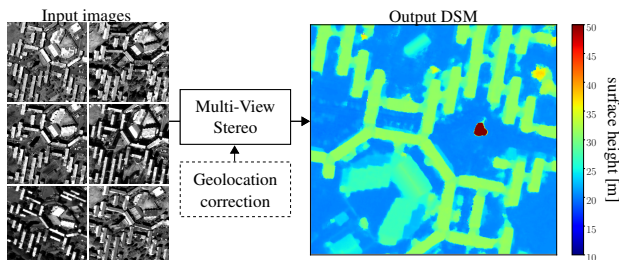 Input images
Output DSM
Multi-View
Stereo
Geolocation
correction
50
45
40
35
30
25
20
15
10
surface height [m]